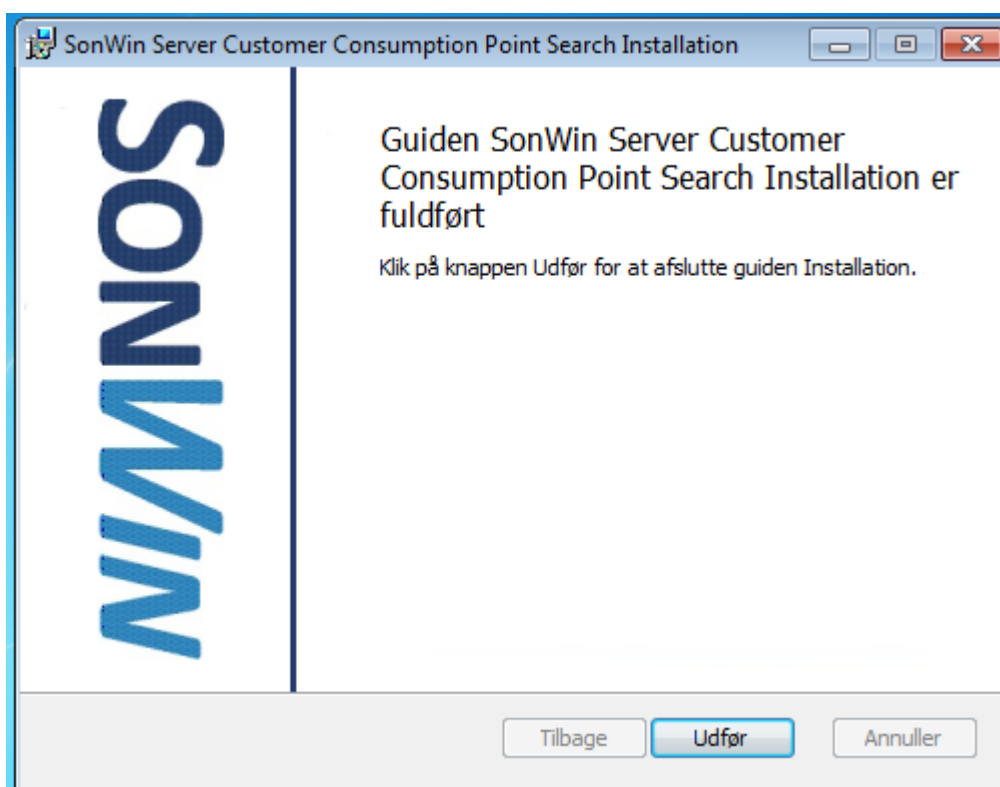 SonWin Server Customer Consumption Point Search Installation
SONWIN
Guiden SonWin Server Customer
Consumption Point Search Installation er
fuldført
Klik på knappen Udfør for at afslutte guiden Installation.
Tilbage
Udfør
Annuller